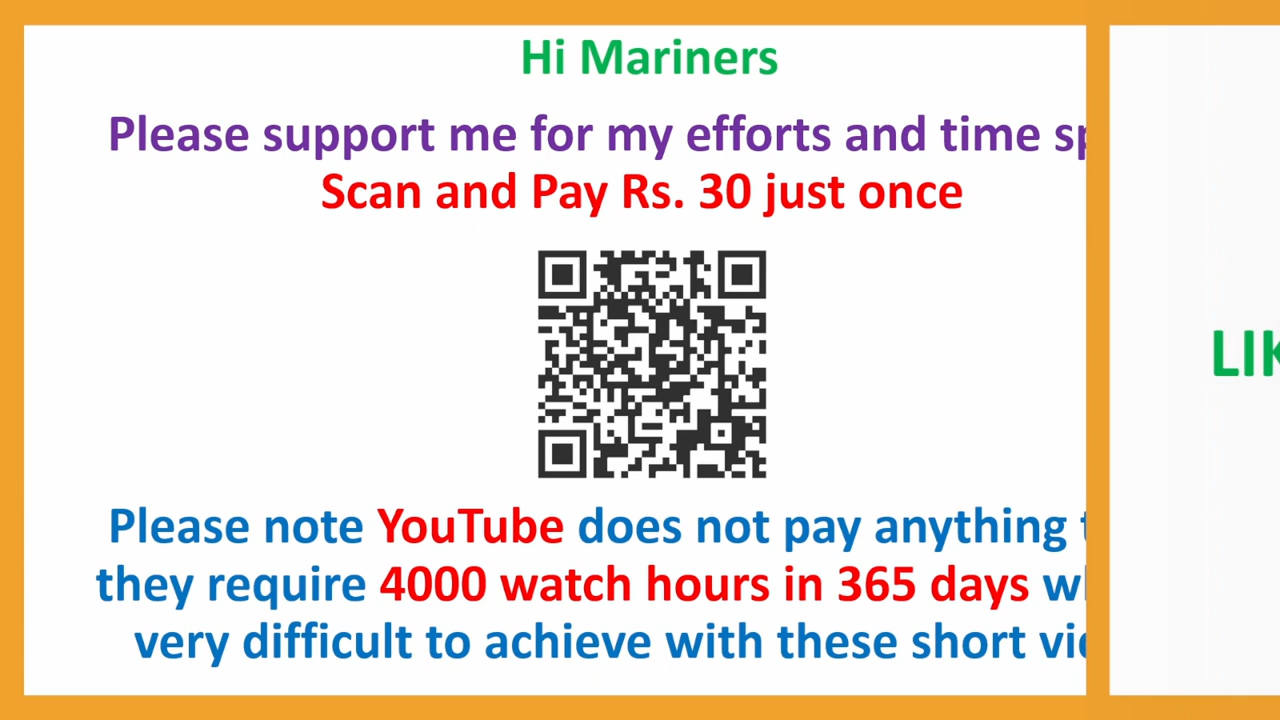 Hi Mariners
Please support me for my efforts and time sp
Scan and Pay Rs. 30 just once
Please note YouTube does not pay anything
they require 4000 watch hours in 365 days w
very difficult to achieve with these short vi
LIK